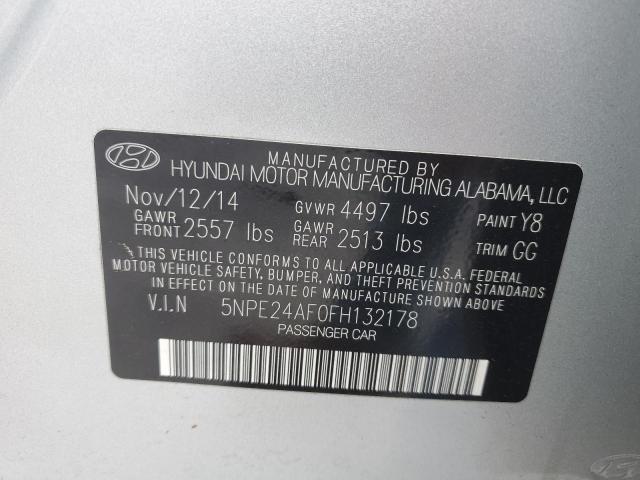 MANUFACTURED BY
HYUNDAI MOTOR MANUFACTURING ALABAMA, LLC
Nov/12/14 GVWR 4497 lbs PAINT Y8
GAWR FRONT 2557 lbs GAWR REAR 2513 lbs TRIM GG
THIS VEHICLE CONFORMS TO ALL APPLICABLE U.S.A. FEDERAL
MOTOR VEHICLE SAFETY, BUMPER, AND THEFT PREVENTION STANDARDS
IN EFFECT ON THE DATE OF MANUFACTURE SHOWN ABOVE.
V.I.N 5NPE24AF0FH132178
PASSENGER CAR